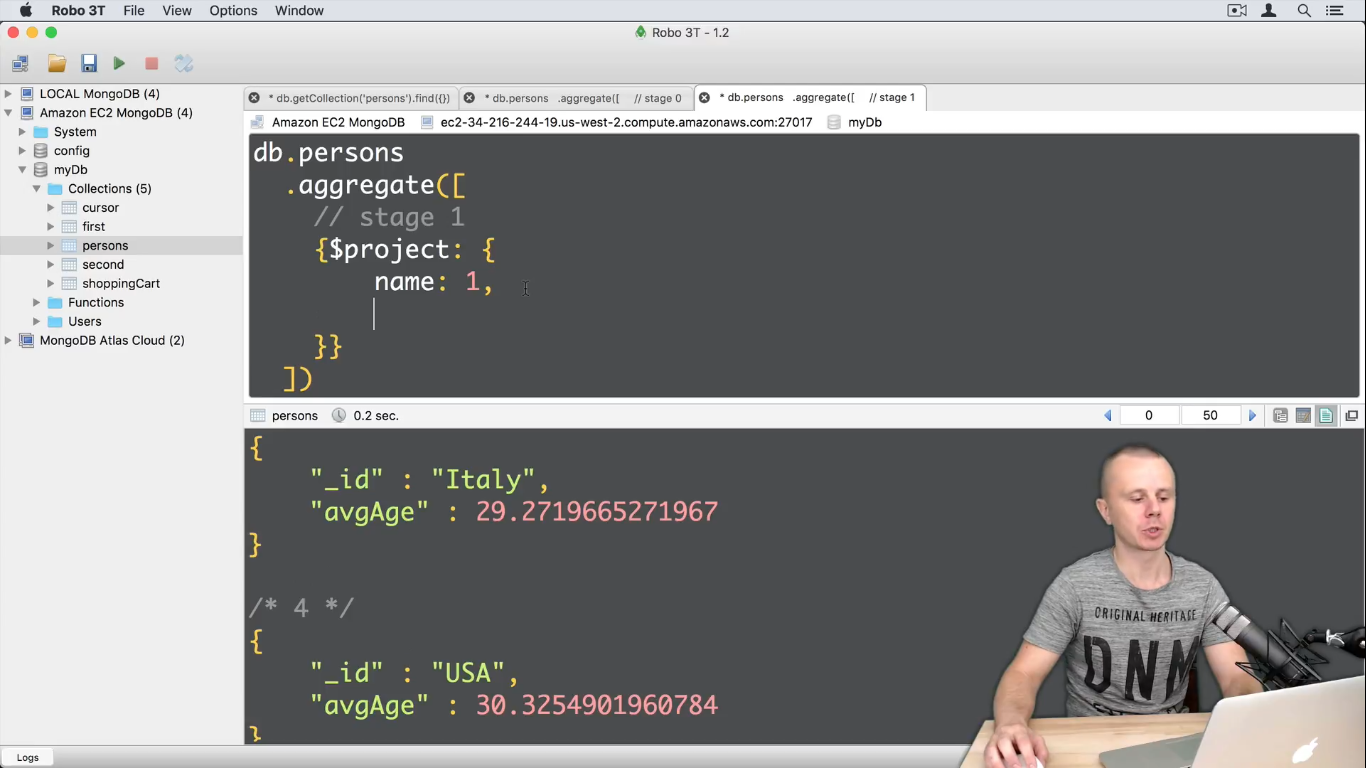 Robo 3T File View Options Window
Robo 3T - 1.2
LOCAL MongoDB (4)
Amazon EC2 MongoDB (4)
System
config
myDb
Collections (5)
cursor
first
persons
second
shoppingCart
Functions
Users
MongoDB Atlas Cloud (2)
* db.getCollection('persons').find({}) * db.persons .aggregate([ // stage 0 * db.persons .aggregate([ // stage 1
Amazon EC2 MongoDB ec2-34-216-244-19.us-west-2.compute.amazonaws.com:27017 myDb
db.persons
.aggregate([
// stage 1
{$project: {
name: 1,
}}
])
persons 0.2 sec. 0 50
{
"_id" : "Italy",
"avgAge" : 29.2719665271967
}
/* 4 */
{
"_id" : "USA",
"avgAge" : 30.3254901960784
}
ORIGINAL HERITAGE
DNM
Logs